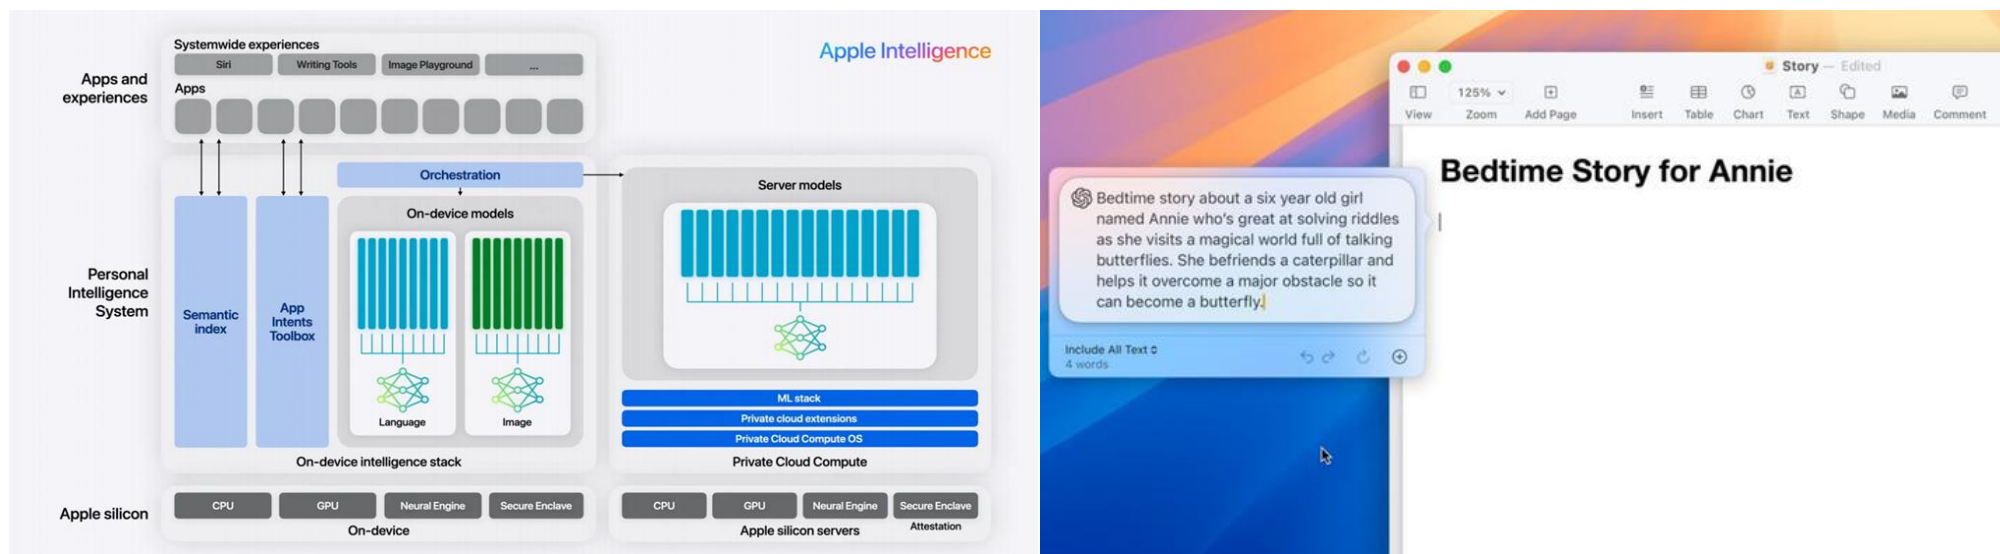 Apple Intelligence
Systemwide experiences
Siri
Writing Tools
Image Playground
...
Apps and
experiences
Apps
Orchestration
On-device models
Personal
Intelligence
System
Semantic
index
App
Intents
Toolbox
Language
Image
On-device intelligence stack
Server models
ML stack
Private cloud extensions
Private Cloud Compute OS
Private Cloud Compute
Apple silicon
CPU
GPU
Neural Engine
Secure Enclave
On-device
CPU
GPU
Neural Engine
Secure Enclave
Apple silicon servers
Attestation
Story — Edited
125%
View
Zoom
Add Page
Insert
Table
Chart
Text
Shape
Media
Comment
Bedtime Story for Annie
Bedtime story about a six year old girl
named Annie who's great at solving riddles
as she visits a magical world full of talking
butterflies. She befriends a caterpillar and
helps it overcome a major obstacle so it
can become a butterfly.
Include All Text
4 words